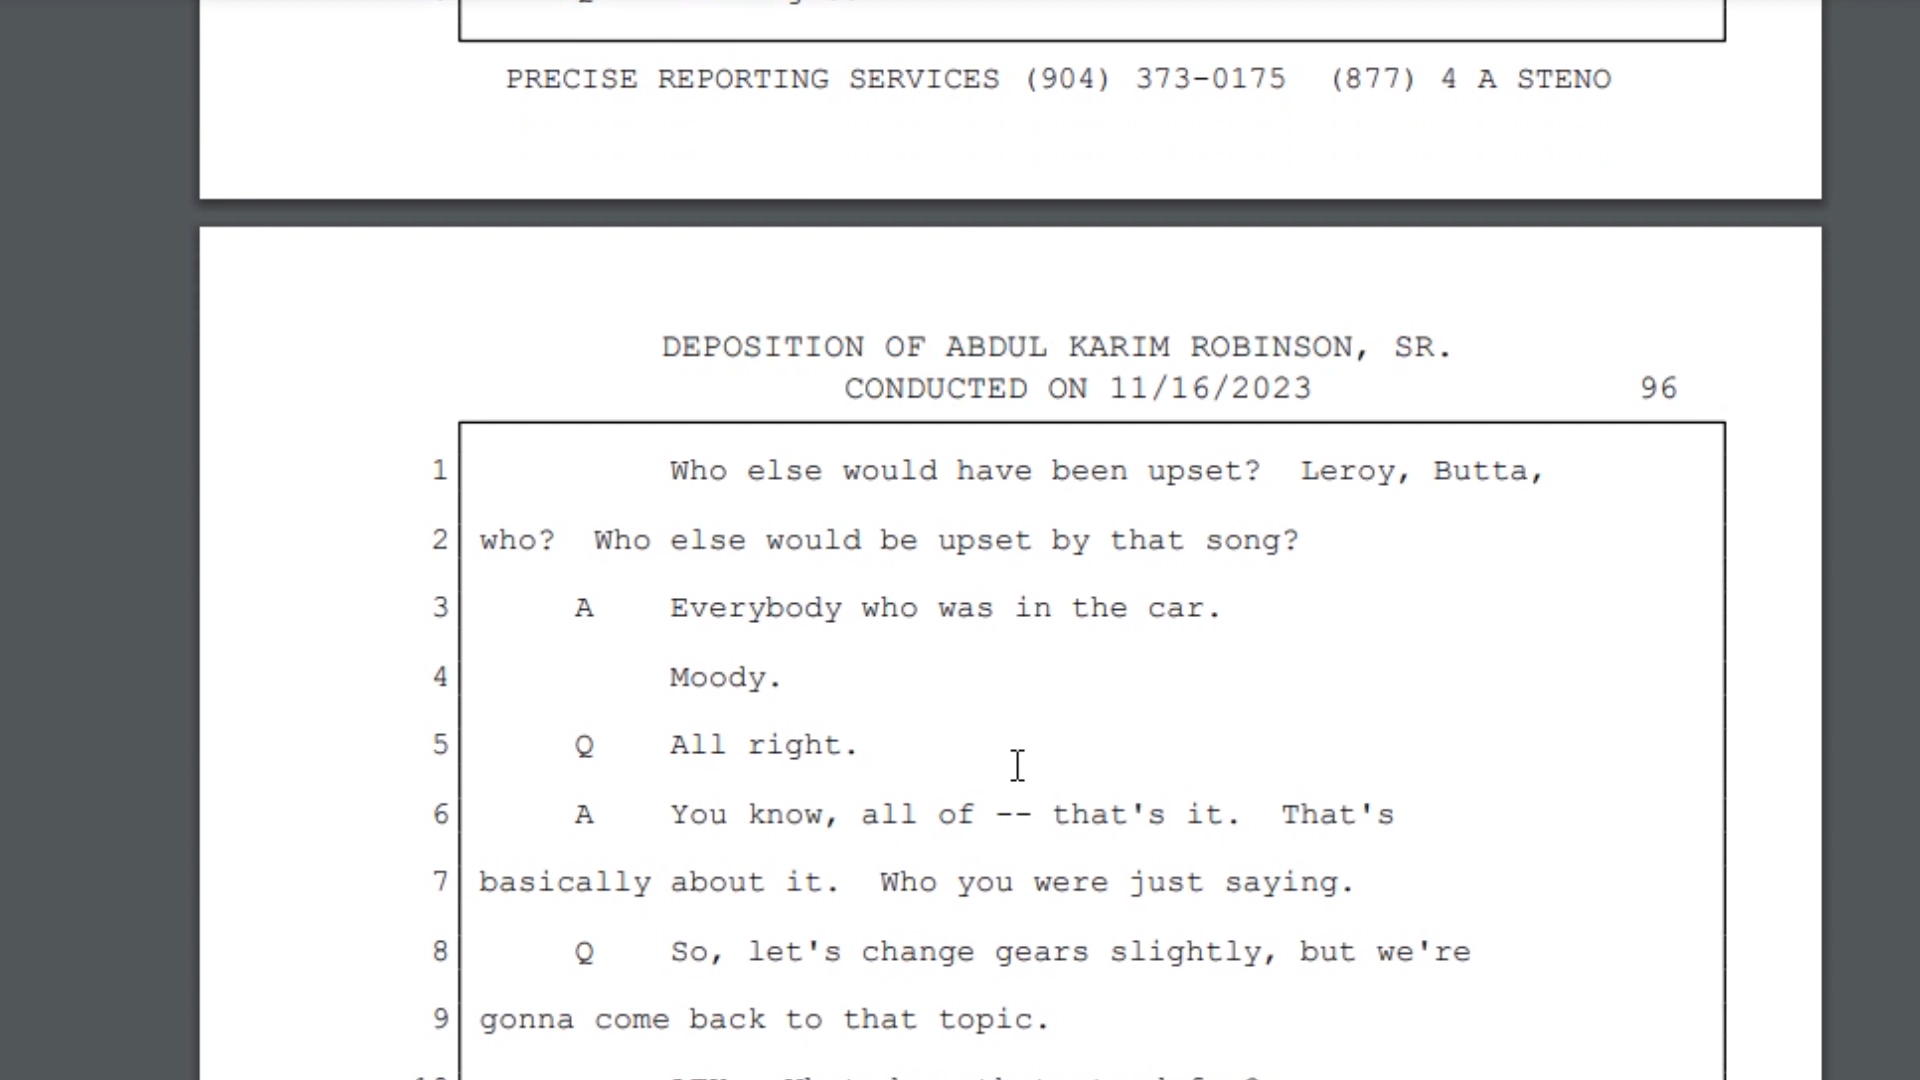 PRECISE REPORTING SERVICES (904) 373-0175 (877) 4 A STENO
DEPOSITION OF ABDUL KARIM ROBINSON, SR.
CONDUCTED ON 11/16/2023 96
1 Who else would have been upset? Leroy, Butta,
2 who? Who else would be upset by that song?
3 A Everybody who was in the car.
4 Moody.
5 Q All right.
6 A You know, all of -- that's it. That's
7 basically about it. Who you were just saying.
8 Q So, let's change gears slightly, but we're
9 gonna come back to that topic.